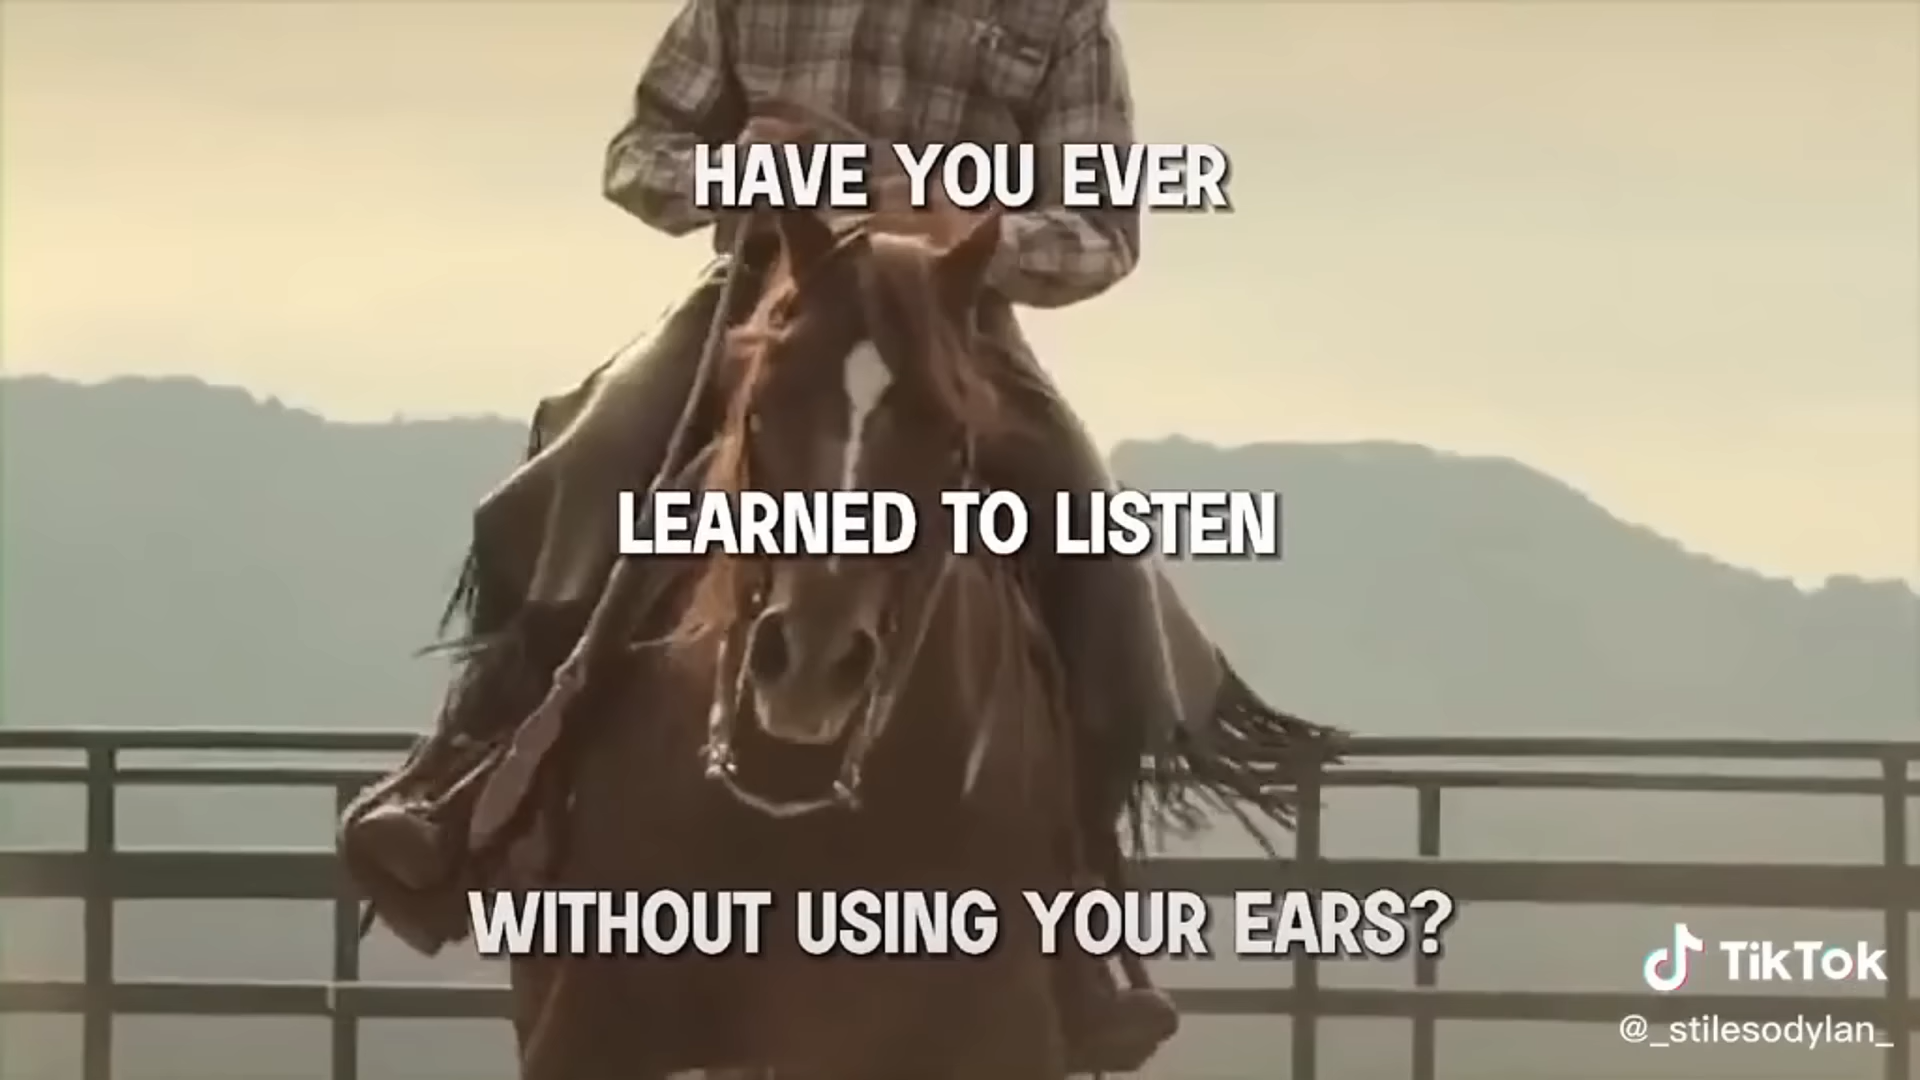 HAVE YOU EVER
LEARNED TO LISTEN
WITHOUT USING YOUR EARS?
TikTok
@_stilesodylan_